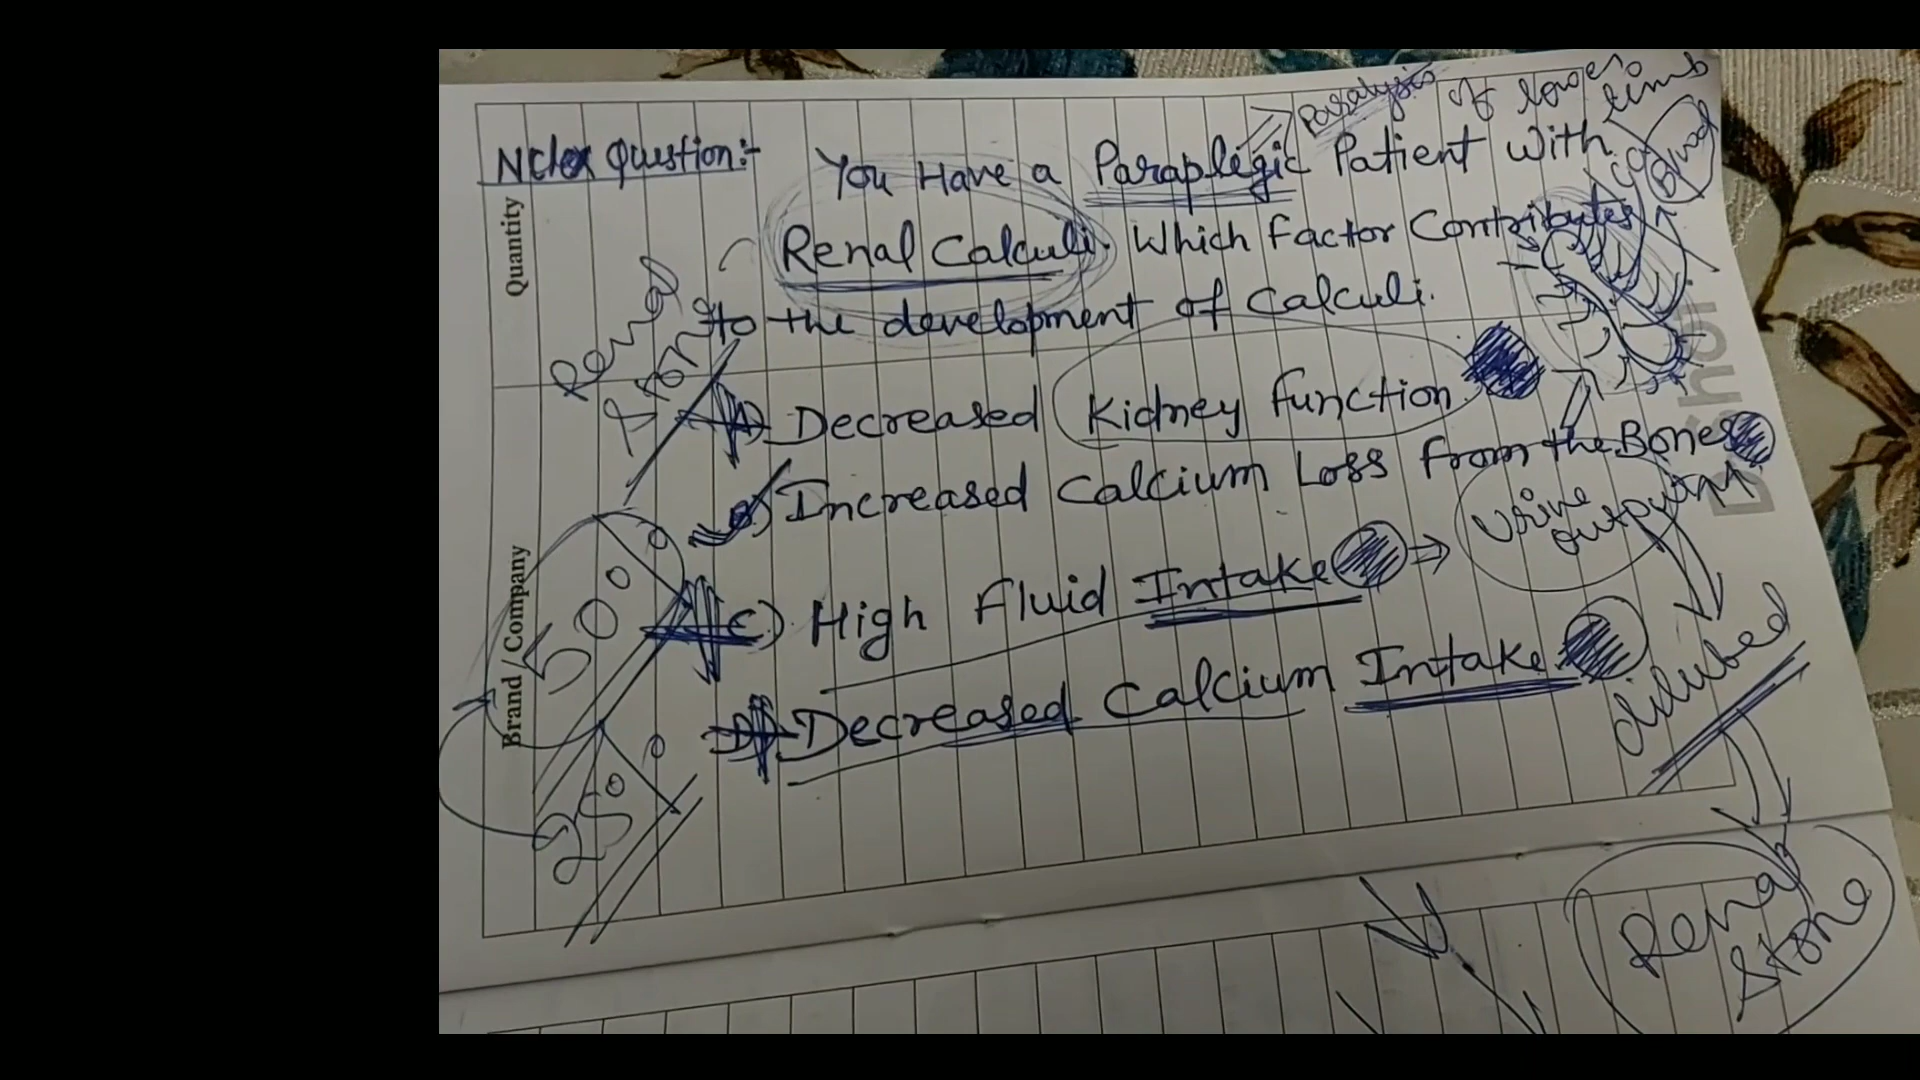 Paralysis of lower limb
Nclex Question:- You Have a Paraplegic Patient With
Renal Calculi. Which Factor Contributes
to the development of Calculi.
A) Decreased Kidney function
B) Increased Calcium Loss from the Bones
C) High Fluid Intake → Urine output
D) Decreased Calcium Intake
diluted
Renal stone
Renal
stone
50%
25%
Blood
Quantity
Brand / Company